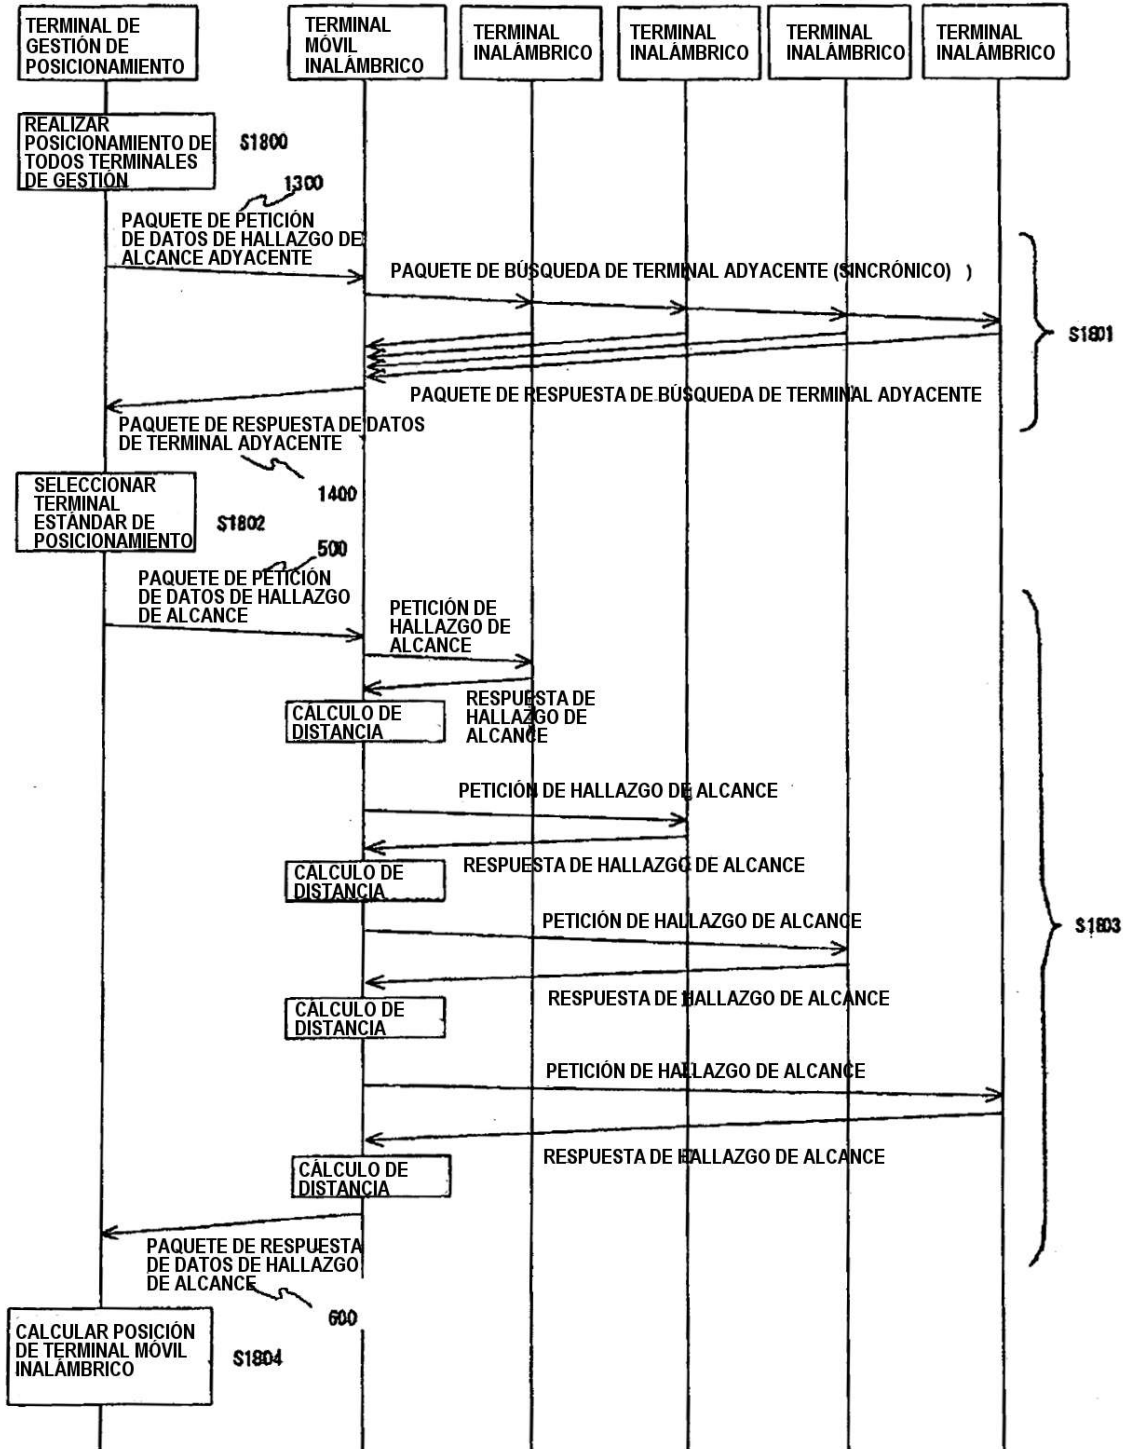 TERMINAL DE
GESTIÓN DE
POSICIONAMIENTO
TERMINAL
MÓVIL
INALÁMBRICO
TERMINAL
INALÁMBRICO
TERMINAL
INALÁMBRICO
TERMINAL
INALÁMBRICO
TERMINAL
INALÁMBRICO
REALIZAR
POSICIONAMIENTO DE
TODOS TERMINALES
DE GESTIÓN
S1800
1300
PAQUETE DE PETICIÓN
DE DATOS DE HALLAZGO DE
ALCANCE ADYACENTE
PAQUETE DE BÚSQUEDA DE TERMINAL ADYACENTE (SINCRÓNICO) )
S1801
PAQUETE DE RESPUESTA DE BÚSQUEDA DE TERMINAL ADYACENTE
PAQUETE DE RESPUESTA DE DATOS
DE TERMINAL ADYACENTE
1400
SELECCIONAR
TERMINAL
ESTÁNDAR DE
POSICIONAMIENTO
S1802
500
PAQUETE DE PETICIÓN
DE DATOS DE HALLAZGO
DE ALCANCE
PETICIÓN DE
HALLAZGO DE
ALCANCE
RESPUESTA DE
HALLAZGO DE
ALCANCE
CÁLCULO DE
DISTANCIA
PETICIÓN DE HALLAZGO DE ALCANCE
RESPUESTA DE HALLAZGO DE ALCANCE
CÁLCULO DE
DISTANCIA
PETICIÓN DE HALLAZGO DE ALCANCE
S1803
RESPUESTA DE HALLAZGO DE ALCANCE
CÁLCULO DE
DISTANCIA
PETICIÓN DE HALLAZGO DE ALCANCE
RESPUESTA DE HALLAZGO DE ALCANCE
CÁLCULO DE
DISTANCIA
PAQUETE DE RESPUESTA
DE DATOS DE HALLAZGO
DE ALCANCE
600
CALCULAR POSICIÓN
DE TERMINAL MÓVIL
INALÁMBRICO
S1804